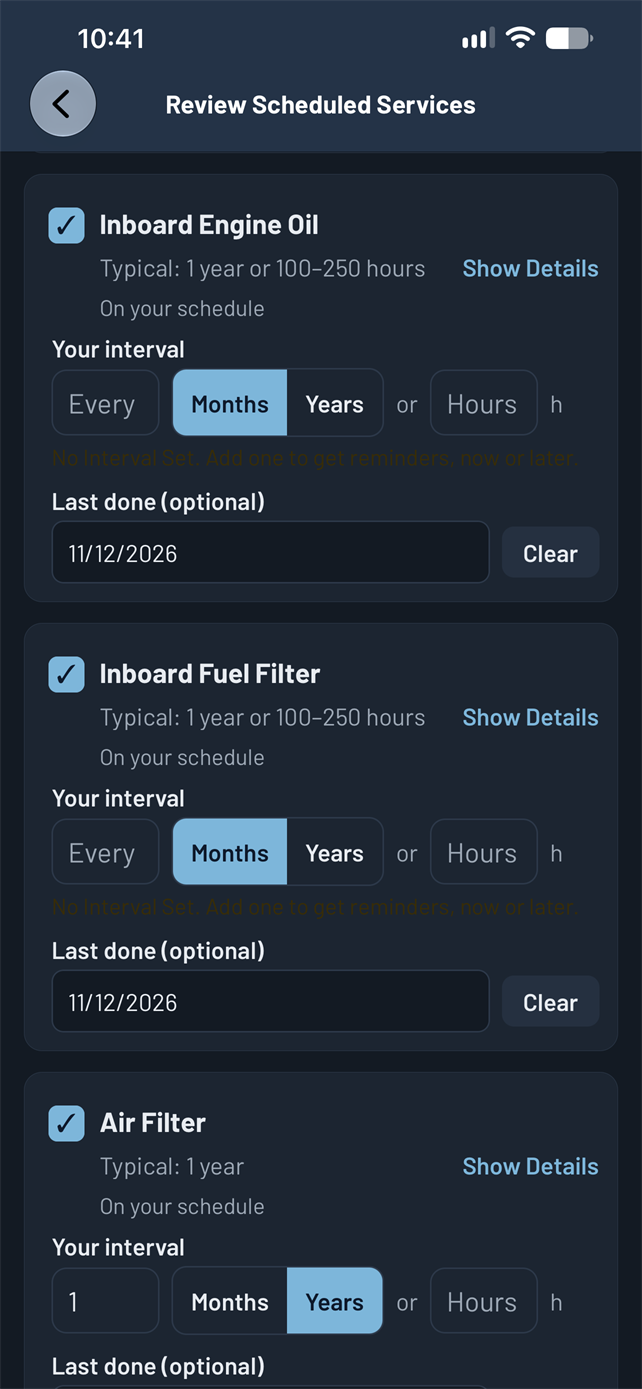 10:41
Review Scheduled Services
✓ Inboard Engine Oil
Typical: 1 year or 100–250 hours Show Details
On your schedule
Your interval
Every Months Years or Hours h
No Interval Set. Add one to get reminders, now or later.
Last done (optional)
11/12/2026 Clear
✓ Inboard Fuel Filter
Typical: 1 year or 100–250 hours Show Details
On your schedule
Your interval
Every Months Years or Hours h
No Interval Set. Add one to get reminders, now or later.
Last done (optional)
11/12/2026 Clear
✓ Air Filter
Typical: 1 year Show Details
On your schedule
Your interval
1 Months Years or Hours h
Last done (optional)